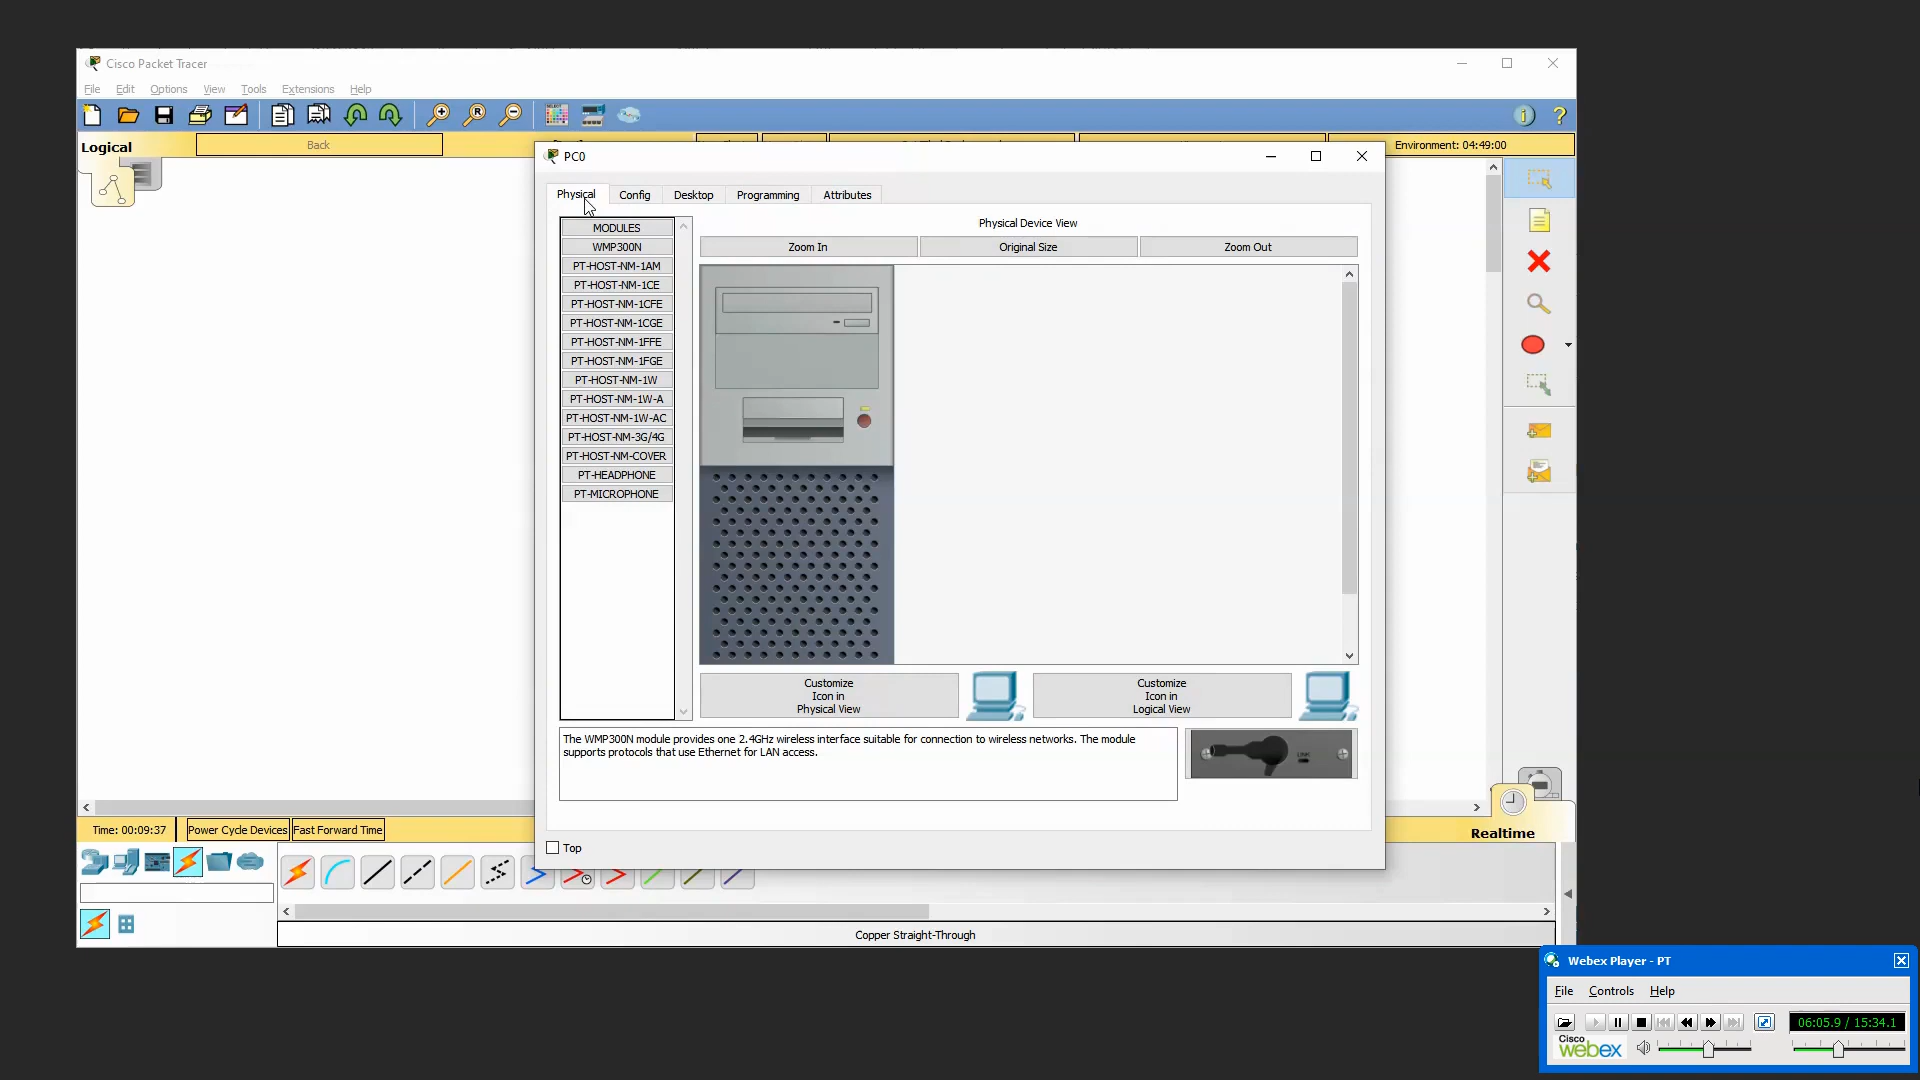 Cisco Packet Tracer
File Edit Options View Tools Extensions Help
Logical
Back
Environment: 04:49:00
PC0
Physical Config Desktop Programming Attributes
MODULES
WMP300N
PT-HOST-NM-1AM
PT-HOST-NM-1CE
PT-HOST-NM-1CFE
PT-HOST-NM-1CGE
PT-HOST-NM-1FFE
PT-HOST-NM-1FGE
PT-HOST-NM-1W
PT-HOST-NM-1W-A
PT-HOST-NM-1W-AC
PT-HOST-NM-3G/4G
PT-HOST-NM-COVER
PT-HEADPHONE
PT-MICROPHONE
Physical Device View
Zoom In Original Size Zoom Out
Customize
Icon in
Physical View
Customize
Icon in
Logical View
The WMP300N module provides one 2.4GHz wireless interface suitable for connection to wireless networks. The module
supports protocols that use Ethernet for LAN access.
LINK
Top
Time: 00:09:37 Power Cycle Devices Fast Forward Time
Realtime
Copper Straight-Through
Webex Player - PT
File Controls Help
06:05.9 / 15:34.1
Cisco
webex